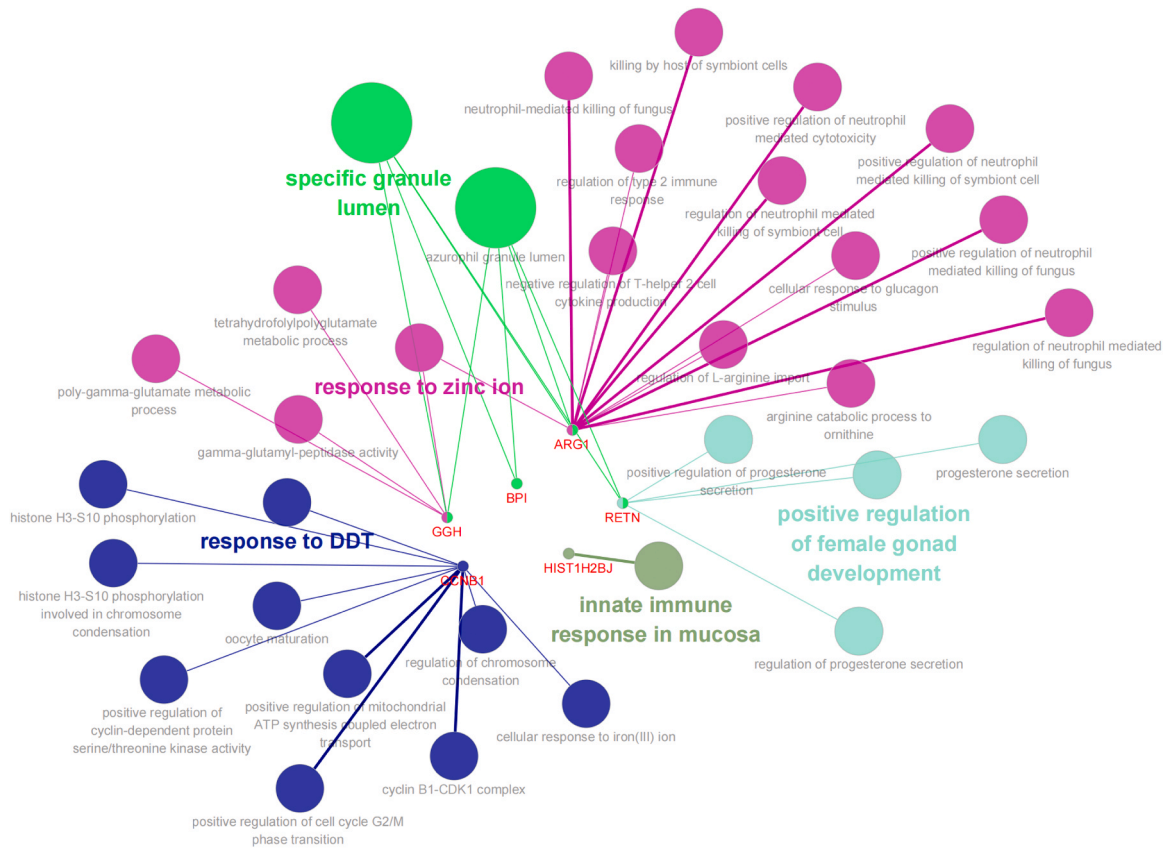 killing by host of symbiont cells
neutrophil-mediated killing of fungus
positive regulation of neutrophil
mediated cytotoxicity
positive regulation of neutrophil
mediated killing of symbiont cell
specific granule
lumen
regulation of type 2 immune
response
regulation of neutrophil mediated
killing of symbiont cell
azurophil granule lumen
positive regulation of neutrophil
mediated killing of fungus
negative regulation of T-helper 2 cell
cytokine production
cellular response to glucagon
stimulus
tetrahydrofolylpolyglutamate
metabolic process
regulation of neutrophil mediated
killing of fungus
response to zinc ion
regulation of L-arginine import
poly-gamma-glutamate metabolic
process
arginine catabolic process to
ornithine
ARG1
gamma-glutamyl-peptidase activity
positive regulation of progesterone
secretion
progesterone secretion
BPI
RETN
histone H3-S10 phosphorylation
GGH
response to DDT
positive regulation
of female gonad
development
CCNB1
HIST1H2BJ
histone H3-S10 phosphorylation
involved in chromosome
condensation
innate immune
response in mucosa
oocyte maturation
regulation of chromosome
condensation
regulation of progesterone secretion
positive regulation of
cyclin-dependent protein
serine/threonine kinase activity
positive regulation of mitochondrial
ATP synthesis coupled electron
transport
cellular response to iron(III) ion
cyclin B1-CDK1 complex
positive regulation of cell cycle G2/M
phase transition